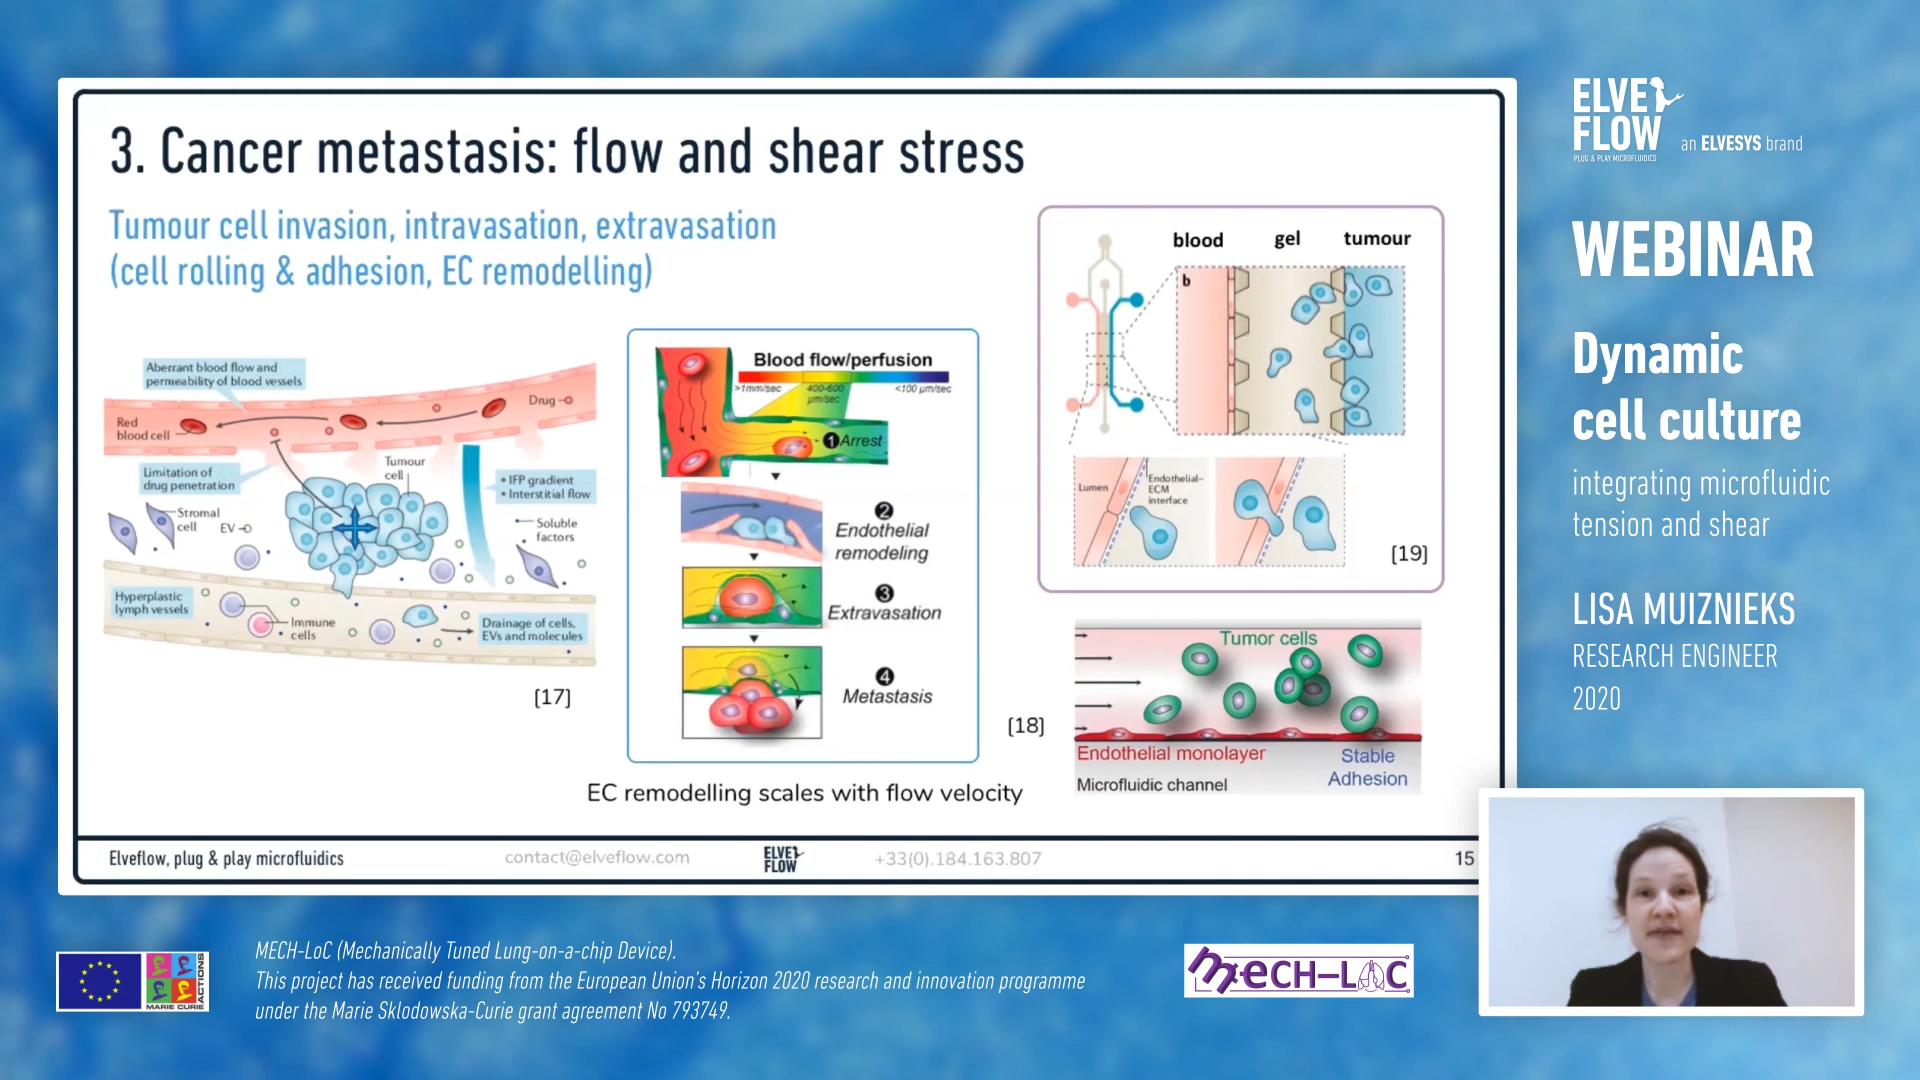 3. Cancer metastasis: flow and shear stress
Tumour cell invasion, intravasation, extravasation
(cell rolling & adhesion, EC remodelling)
Aberrant blood flow and
permeability of blood vessels
Drug
Red
blood cell
Limitation of
drug penetration
Tumour
cell
• IFP gradient
• Interstitial flow
Stromal
cell
EV
Soluble
factors
Hyperplastic
lymph vessels
Immune
cells
Drainage of cells,
EVs and molecules
[17]
Blood flow/perfusion
>1mm/sec
400-600
μm/sec
<100 μm/sec
1 Arrest
2
Endothelial
remodeling
3
Extravasation
4
Metastasis
[18]
EC remodelling scales with flow velocity
blood gel tumour
b
Lumen
Endothelial-
ECM
interface
[19]
Tumor cells
Endothelial monolayer
Stable
Adhesion
Microfluidic channel
Elveflow, plug & play microfluidics
contact@elveflow.com
ELVE
FLOW
+33(0).184.163.807
15
ELVE
FLOW
PLUG & PLAY MICROFLUIDICS
an ELVESYS brand
WEBINAR
Dynamic
cell culture
integrating microfluidic
tension and shear
LISA MUIZNIEKS
RESEARCH ENGINEER
2020
MARIE CURIE
ACTIONS
MECH-LoC (Mechanically Tuned Lung-on-a-chip Device).
This project has received funding from the European Union's Horizon 2020 research and innovation programme
under the Marie Sklodowska-Curie grant agreement No 793749.
MECH-LOC